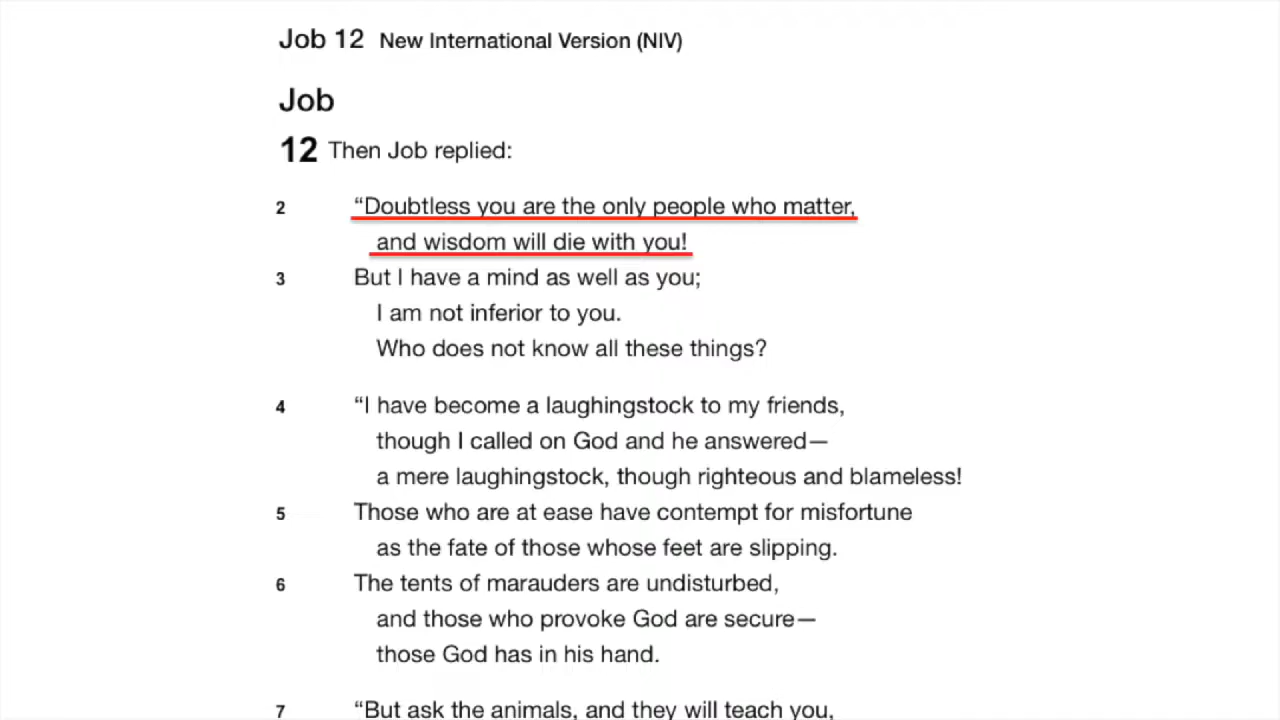 Job 12 New International Version (NIV)
Job
12 Then Job replied:
2 “Doubtless you are the only people who matter,
and wisdom will die with you!
3 But I have a mind as well as you;
I am not inferior to you.
Who does not know all these things?
4 “I have become a laughingstock to my friends,
though I called on God and he answered—
a mere laughingstock, though righteous and blameless!
5 Those who are at ease have contempt for misfortune
as the fate of those whose feet are slipping.
6 The tents of marauders are undisturbed,
and those who provoke God are secure—
those God has in his hand.
7 “But ask the animals, and they will teach you,